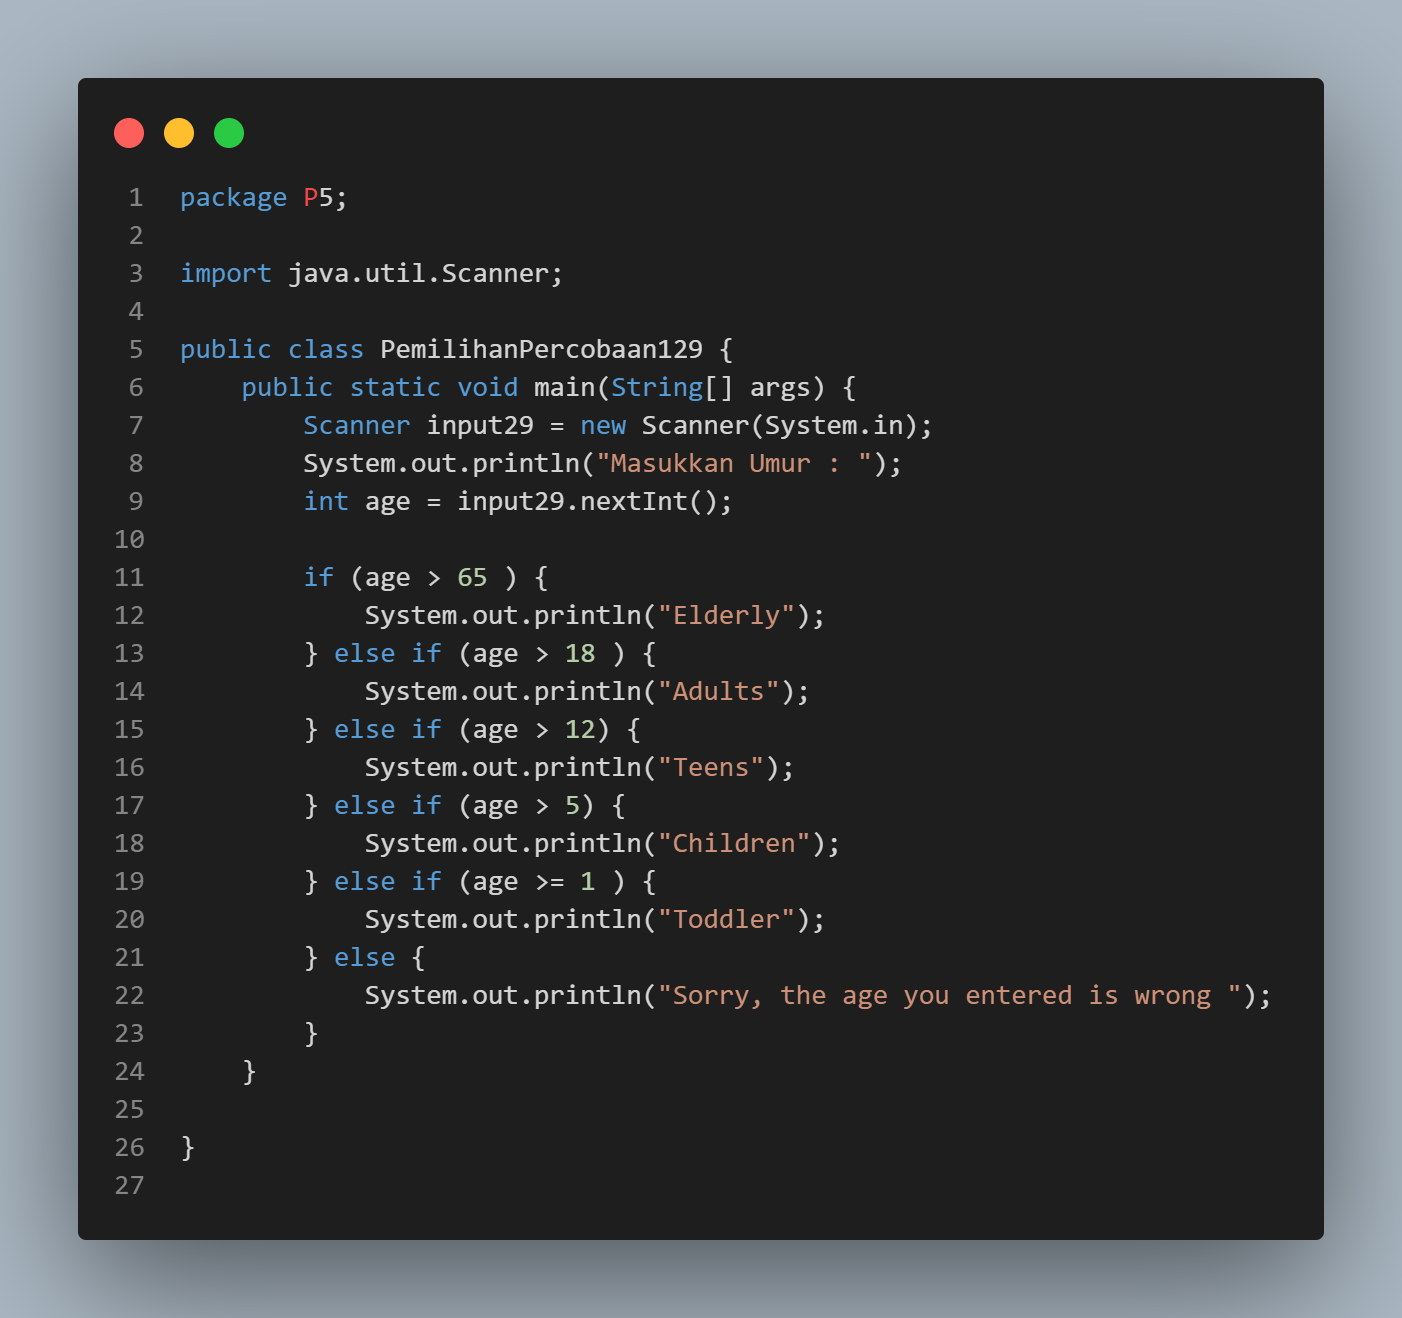 1 package P5;
2
3 import java.util.Scanner;
4
5 public class PemilihanPercobaan129 {
6     public static void main(String[] args) {
7         Scanner input29 = new Scanner(System.in);
8         System.out.println("Masukkan Umur : ");
9         int age = input29.nextInt();
10
11         if (age > 65 ) {
12             System.out.println("Elderly");
13         } else if (age > 18 ) {
14             System.out.println("Adults");
15         } else if (age > 12) {
16             System.out.println("Teens");
17         } else if (age > 5) {
18             System.out.println("Children");
19         } else if (age >= 1 ) {
20             System.out.println("Toddler");
21         } else {
22             System.out.println("Sorry, the age you entered is wrong ");
23         }
24     }
25
26 }
27